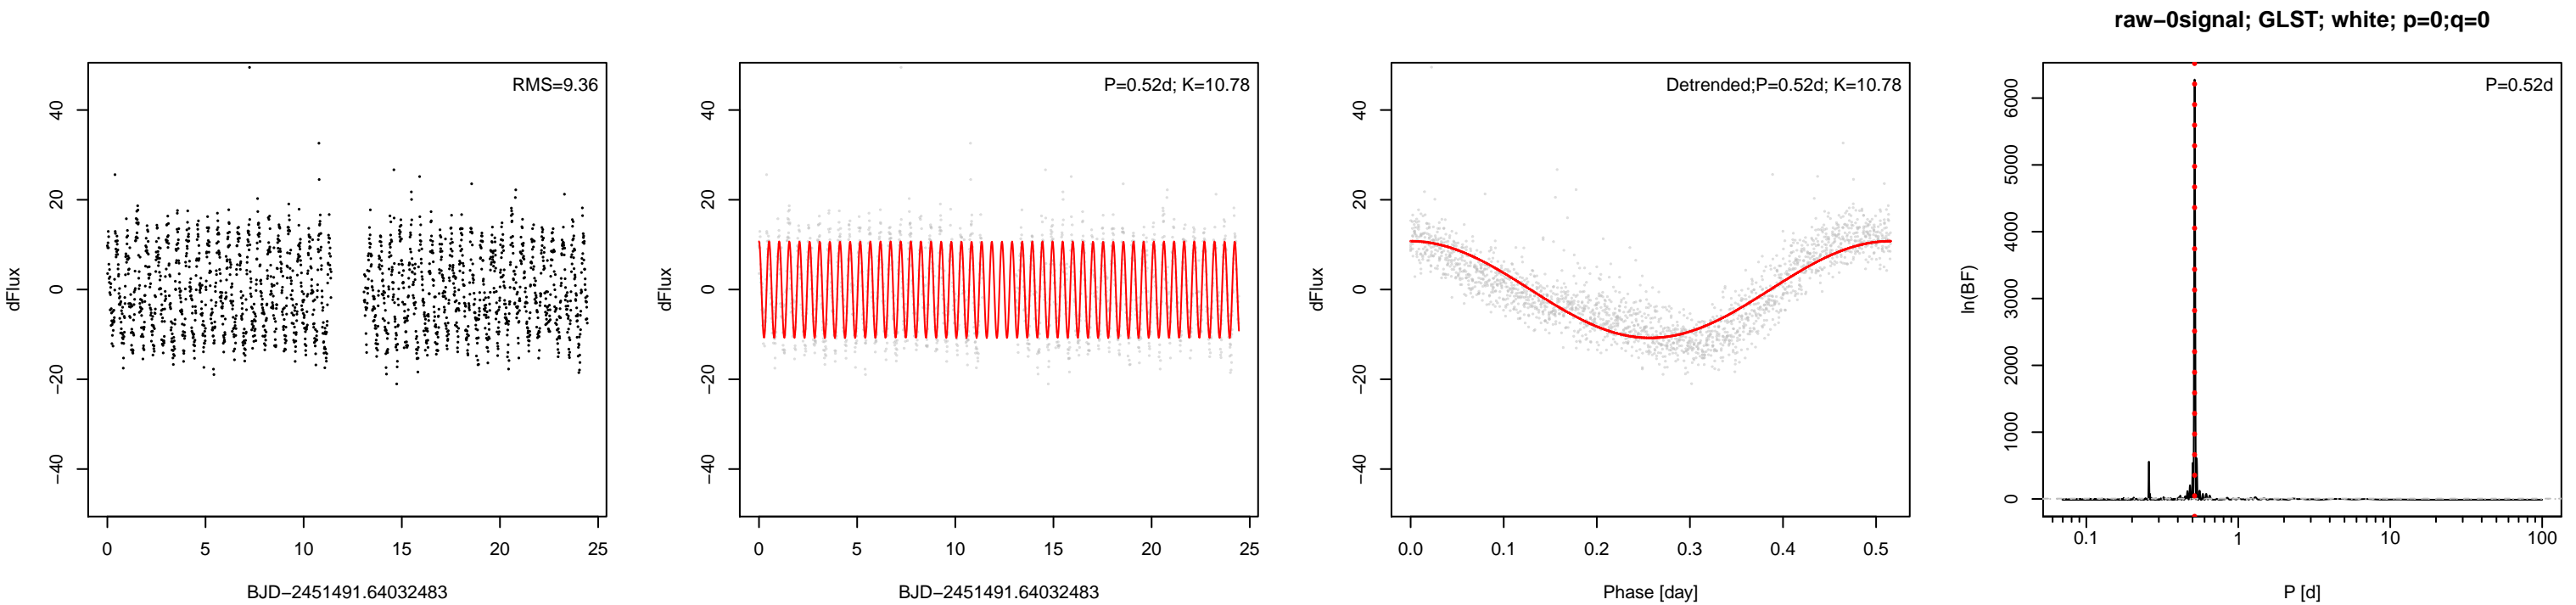 raw−0signal; GLST; white; p=0;q=0
RMS=9.36
dFlux
40
20
0
−20
−40
0 5 10 15 20 25
BJD−2451491.64032483
P=0.52d; K=10.78
dFlux
40
20
0
−20
−40
0 5 10 15 20 25
BJD−2451491.64032483
Detrended;P=0.52d; K=10.78
dFlux
40
20
0
−20
−40
0.0 0.1 0.2 0.3 0.4 0.5
Phase [day]
P=0.52d
ln(BF)
6000
5000
4000
3000
2000
1000
0
0.1 1 10 100
P [d]